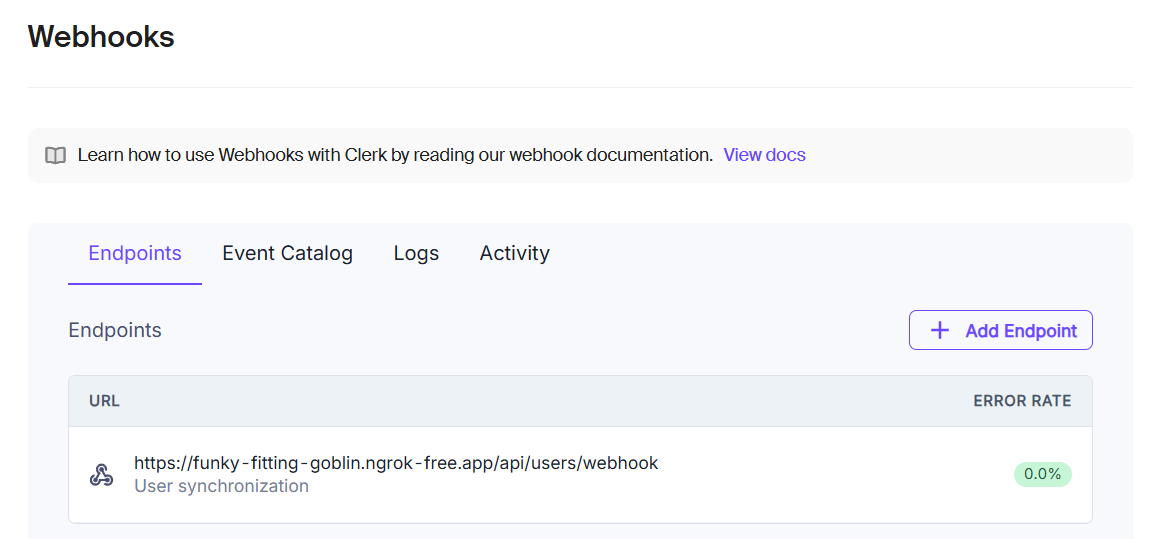 Webhooks
Learn how to use Webhooks with Clerk by reading our webhook documentation. View docs
Endpoints Event Catalog Logs Activity
Endpoints
Add Endpoint
URL ERROR RATE
https://funky-fitting-goblin.ngrok-free.app/api/users/webhook
User synchronization
0.0%